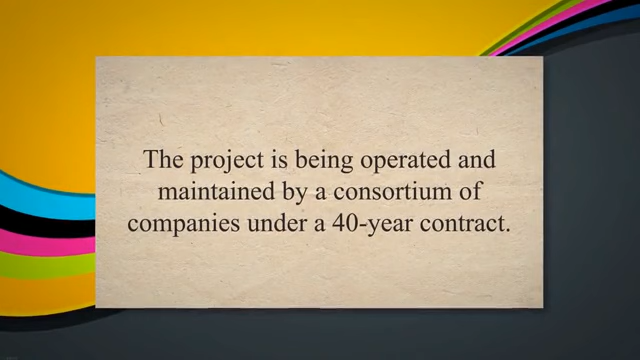 The project is being operated and
maintained by a consortium of
companies under a 40-year contract.